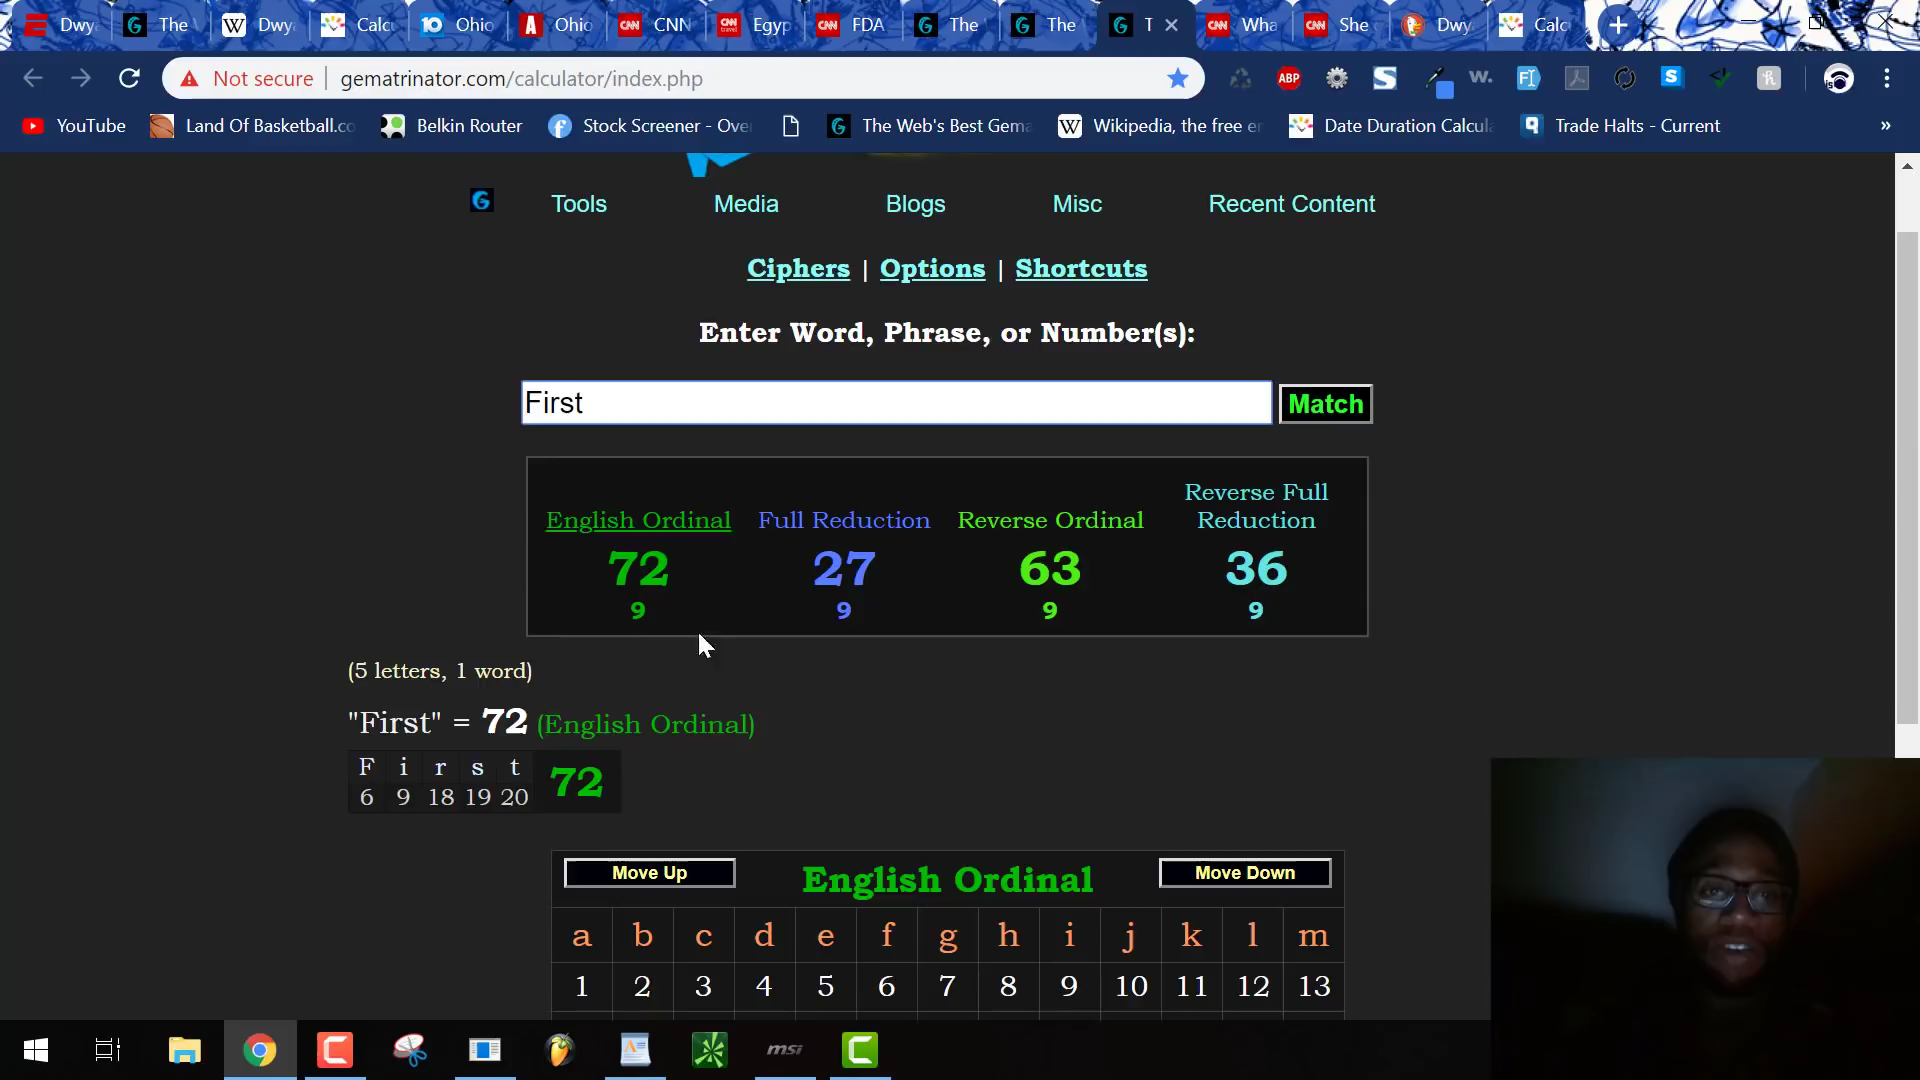 Dwy
The
Dwy
Calc
Ohio
Ohio
CNN
Egyp
FDA
The
The
T
Wha
She
Dwy
Calc
Not secure
gematrinator.com/calculator/index.php
YouTube
Land Of Basketball.co
Belkin Router
Stock Screener - Ove
The Web's Best Gema
Wikipedia, the free e
Date Duration Calcul
Trade Halts - Current
»
Tools Media Blogs Misc Recent Content
Ciphers | Options | Shortcuts
Enter Word, Phrase, or Number(s):
First
Match
English Ordinal Full Reduction Reverse Ordinal Reverse Full Reduction
72 27 63 36
9 9 9 9
(5 letters, 1 word)
"First" = 72 (English Ordinal)
F i r s t 72
6 9 18 19 20
Move Up English Ordinal Move Down
a b c d e f g h i j k l m
1 2 3 4 5 6 7 8 9 10 11 12 13
msi